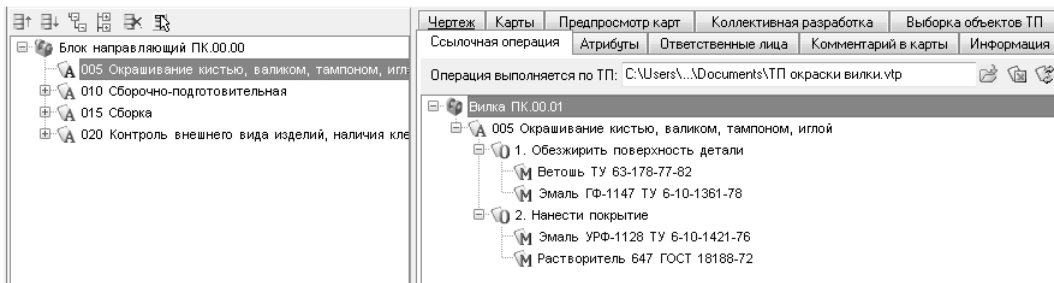 Чертеж Карты Предпросмотр карт Коллективная разработка Выборка объектов ТП
Ссылочная операция Атрибуты Ответственные лица Комментарий в карты Информация
Блок направляющий ПК.00.00
005 Окрашивание кистью, валиком, тампоном, игл
010 Сборочно-подготовительная
015 Сборка
020 Контроль внешнего вида изделий, наличия кле
Операция выполняется по ТП: C:\Users\...\Documents\ТП окраски вилки.vtp
Вилка ПК.00.01
005 Окрашивание кистью, валиком, тампоном, иглой
1. Обезжирить поверхность детали
Ветошь ТУ 63-178-77-82
Эмаль ГФ-1147 ТУ 6-10-1361-78
2. Нанести покрытие
Эмаль УРФ-1128 ТУ 6-10-1421-76
Растворитель 647 ГОСТ 18188-72